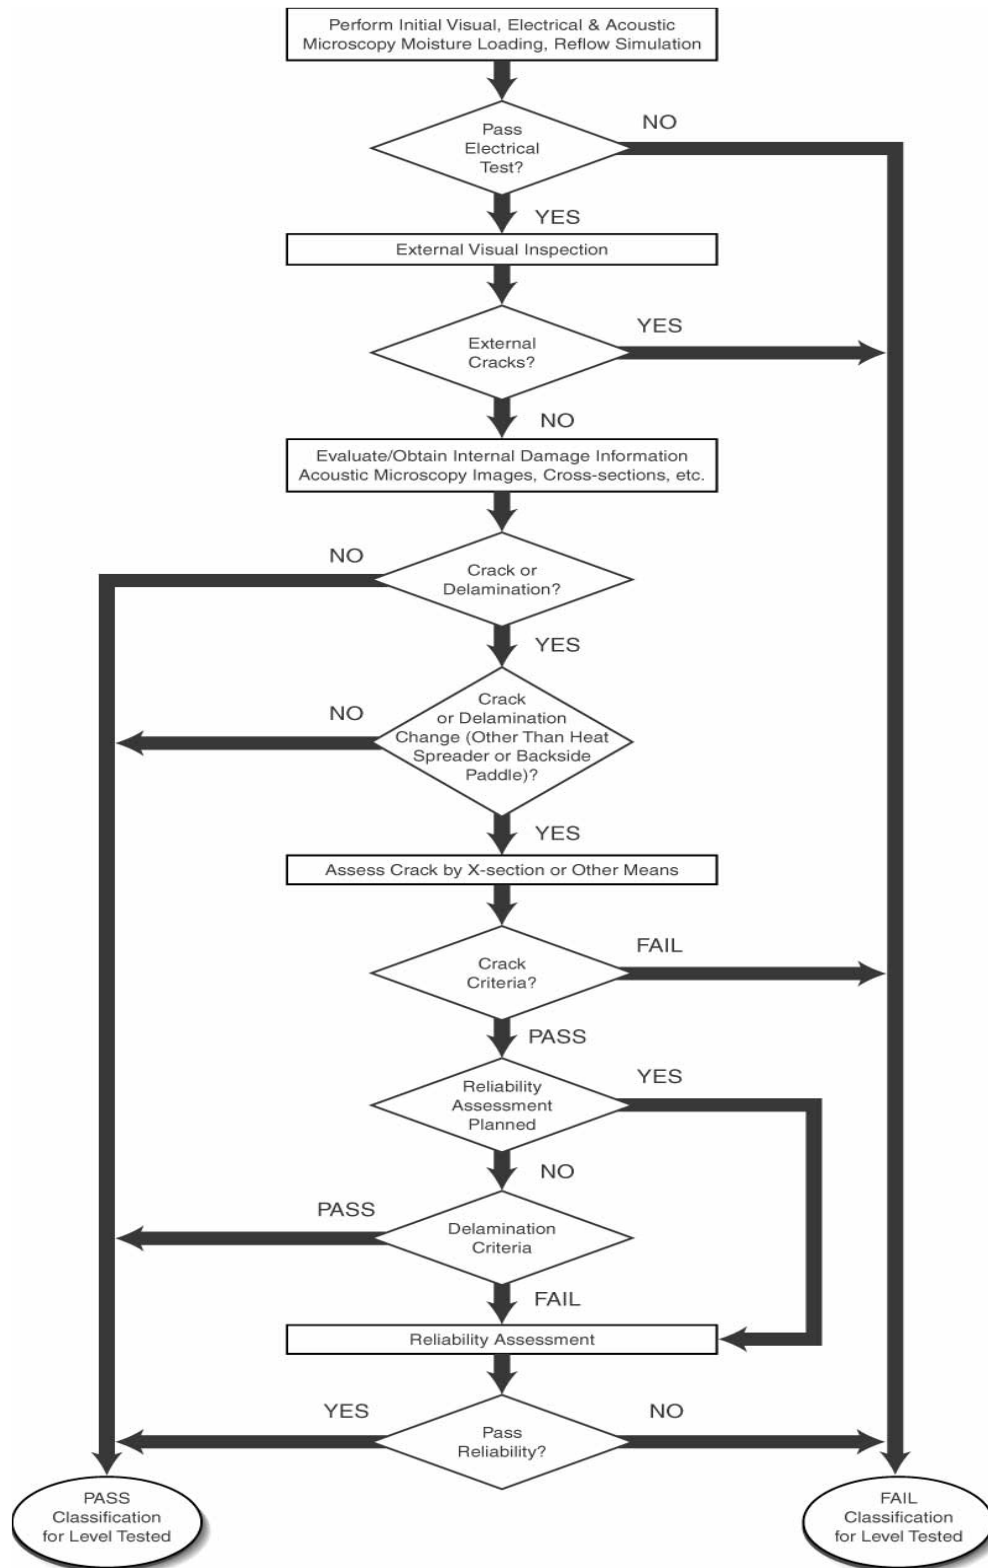 Perform Initial Visual, Electrical & Acoustic
Microscopy Moisture Loading, Reflow Simulation
Pass
Electrical
Test?
NO
YES
External Visual Inspection
External
Cracks?
YES
NO
Evaluate/Obtain Internal Damage Information
Acoustic Microscopy Images, Cross-sections, etc.
NO
Crack or
Delamination?
YES
NO
Crack
or Delamination
Change (Other Than Heat
Spreader or Backside
Paddle)?
YES
Assess Crack by X-section or Other Means
Crack
Criteria?
FAIL
PASS
Reliability
Assessment
Planned
YES
NO
PASS
Delamination
Criteria
FAIL
Reliability Assessment
YES
Pass
Reliability?
NO
PASS
Classification
for Level Tested
FAIL
Classification
for Level Tested